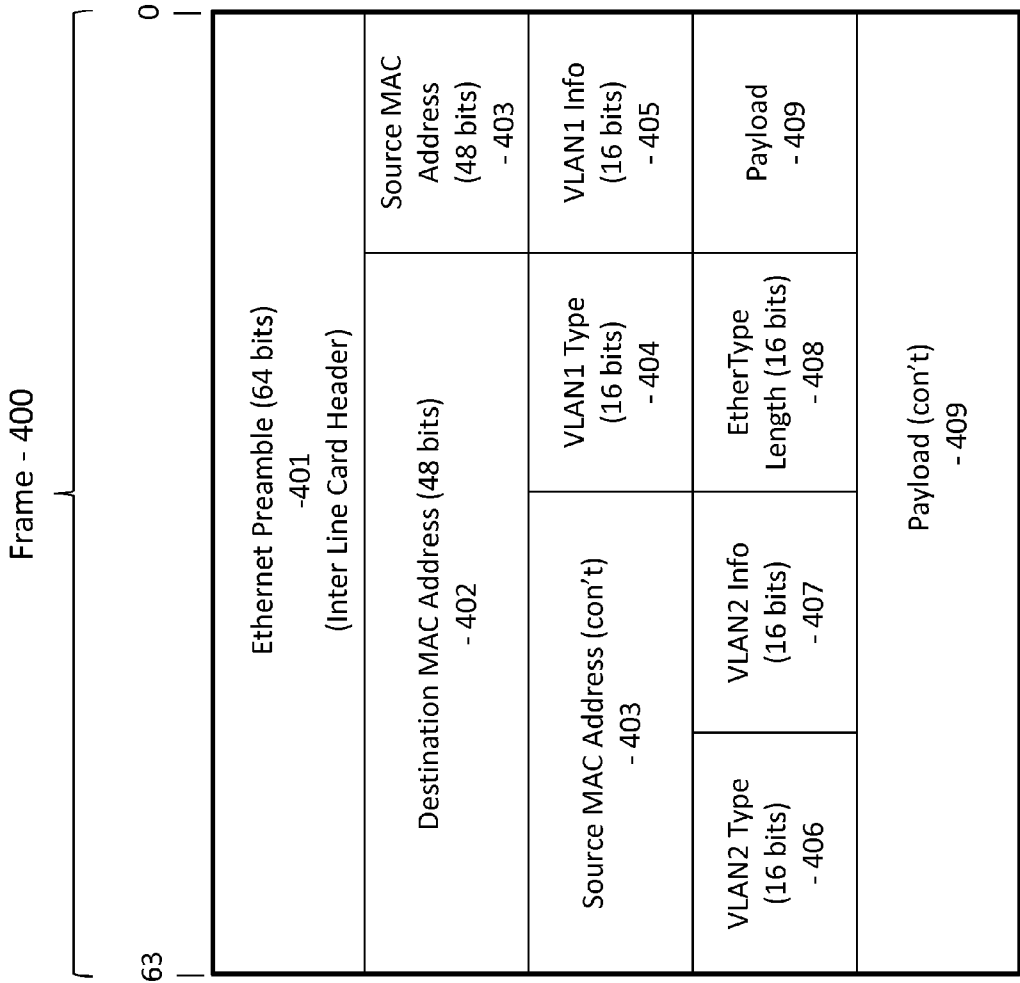 Frame - 400
63
0
Ethernet Preamble (64 bits)
-401
(Inter Line Card Header)
Destination MAC Address (48 bits)
- 402
Source MAC
Address
(48 bits)
- 403
Source MAC Address (con't)
- 403
VLAN1 Type
(16 bits)
- 404
VLAN1 Info
(16 bits)
- 405
VLAN2 Type
(16 bits)
- 406
VLAN2 Info
(16 bits)
- 407
EtherType
Length (16 bits)
- 408
Payload
- 409
Payload (con't)
- 409